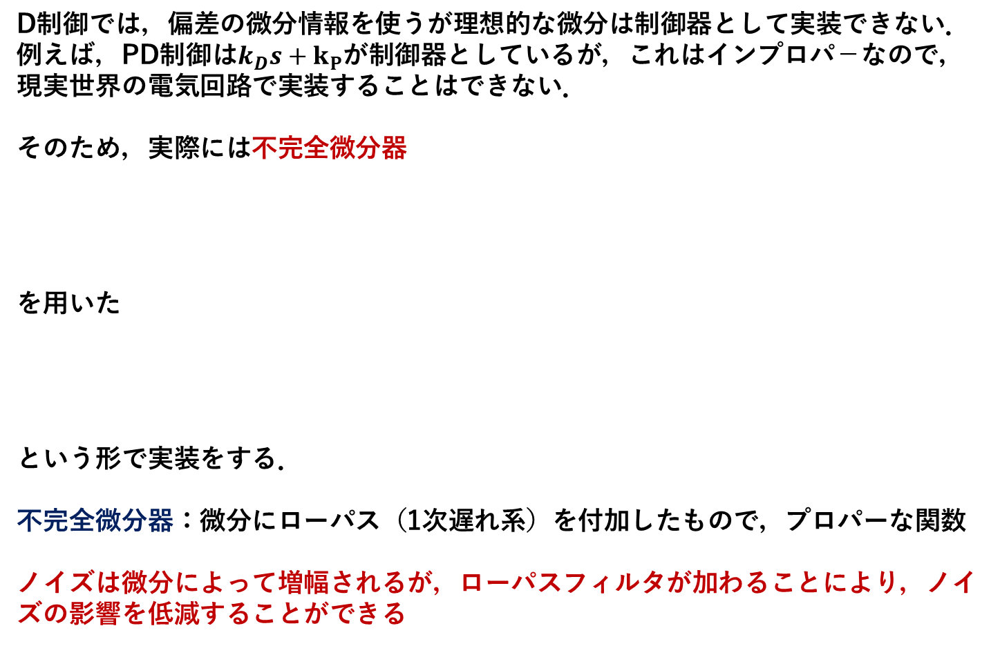 D制御では，偏差の微分情報を使うが理想的な微分は制御器として実装できない．
例えば，PD制御はk_D s + k_Pが制御器としているが，これはインプロパ－なので，
現実世界の電気回路で実装することはできない．
そのため，実際には不完全微分器
を用いた
という形で実装をする．
不完全微分器：微分にローパス（1次遅れ系）を付加したもので，プロパーな関数
ノイズは微分によって増幅されるが，ローパスフィルタが加わることにより，ノイ
ズの影響を低減することができる